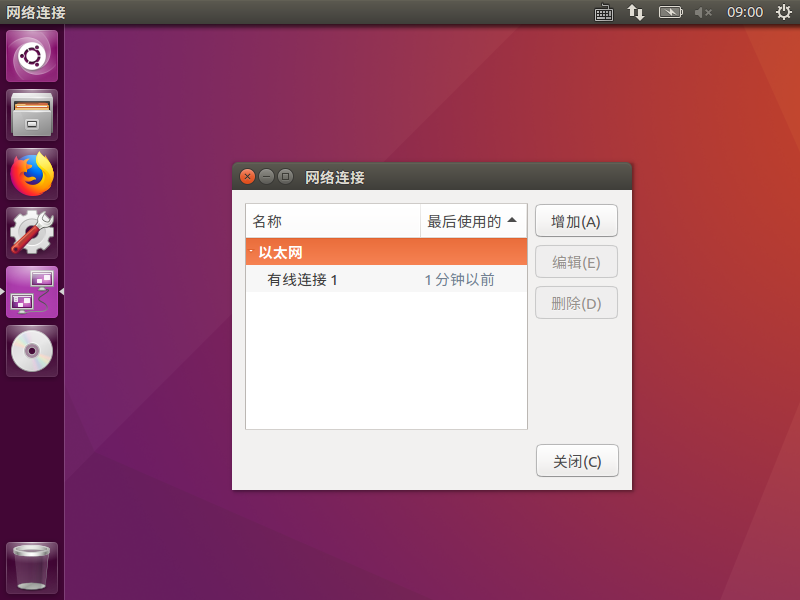 网络连接
09:00
网络连接
名称 最后使用的
增加(A)
以太网
编辑(E)
有线连接 1 1 分钟以前
删除(D)
关闭(C)